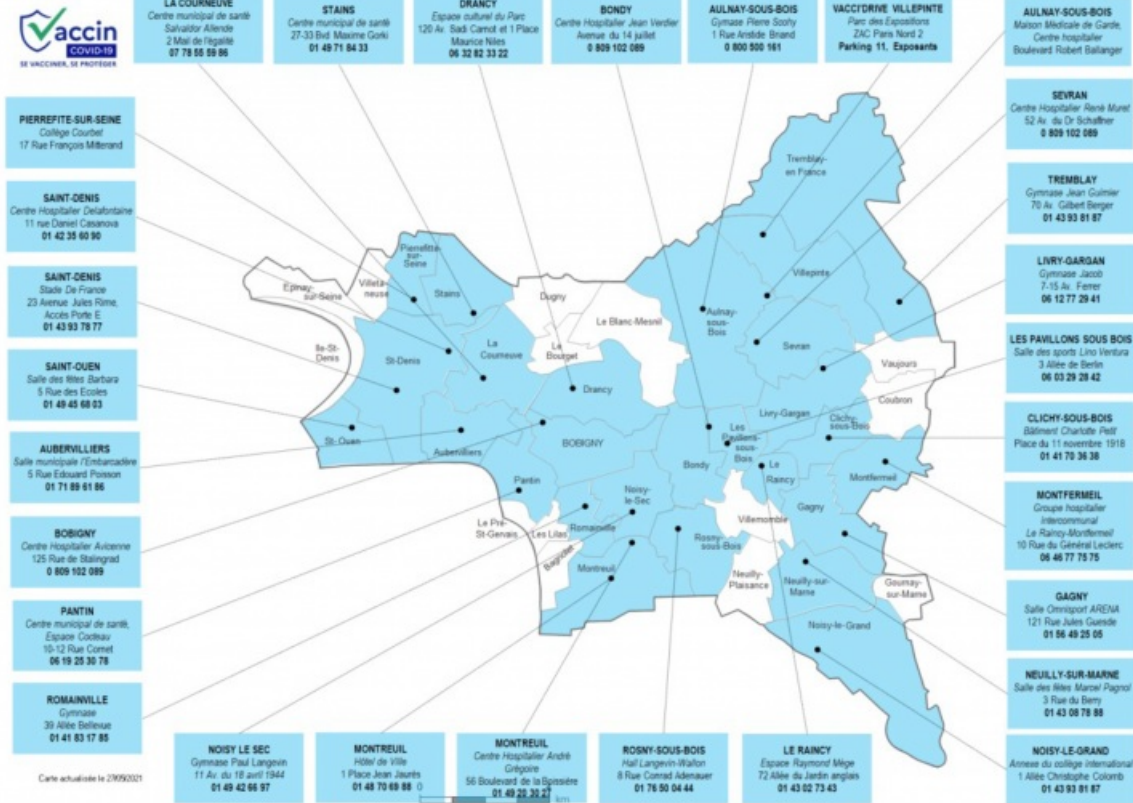 Vaccin
COVID-19
SE VACCINER, SE PROTÉGER
LA COURNEUVE
Centre municipal de santé
Salvador Allende
2 Mail de l'égalité
07 78 55 59 86
STAINS
Centre municipal de santé
27-33 Bvd Maxime Gorki
01 49 71 84 33
DRANCY
Espace culturel du Parc
120 Av. Sadi Carnot et 1 Place
Maurice Niles
06 32 82 33 22
BONDY
Centre Hospitalier Jean Verdier
Avenue du 14 juillet
0 809 102 089
AULNAY-SOUS-BOIS
Gymase Pierre Scohy
1 Rue Aristide Briand
0 800 500 161
VACCI'DRIVE VILLEPINTE
Parc des Expositions
ZAC Paris Nord 2
Parking 11, Exposants
AULNAY-SOUS-BOIS
Maison Médicale de Garde,
Centre hospitalier
Boulevard Robert Ballanger
PIERREFITE-SUR-SEINE
Collège Courbet
17 Rue François Mitterand
SAINT-DENIS
Centre Hospitalier Delafontaine
11 rue Daniel Casanova
01 42 35 60 90
SAINT-DENIS
Stade De France
23 Avenue Jules Rime,
Accès Porte E
01 43 93 78 77
SAINT-OUEN
Salle des fêtes Barbara
5 Rue des Ecoles
01 49 45 68 03
AUBERVILLIERS
Salle municipale l'Embarcadère
5 Rue Edouard Poisson
01 71 89 61 86
BOBIGNY
Centre Hospitalier Avicenne
125 Rue de Stalingrad
0 809 102 089
PANTIN
Centre municipal de santé,
Espace Cocteau
10-12 Rue Cornet
06 19 25 30 78
ROMAINVILLE
Gymnase
39 Allée Bellevue
01 41 83 17 85
Carte actualisée le
SEVRAN
Centre Hospitalier René Muret
52 Av. du Dr Schaffner
0 809 102 089
TREMBLAY
Gymnase Jean Guimier
70 Av. Gilbert Berger
01 43 93 81 87
LIVRY-GARGAN
Gymnase Jacob
7-15 Av. Ferrer
06 12 77 29 41
LES PAVILLONS SOUS BOIS
Salle des sports Lino Ventura
3 Allée de Berlin
06 03 29 28 42
CLICHY-SOUS-BOIS
Bâtiment Charlotte Petit
Place du 11 novembre 1918
01 41 70 36 38
MONTFERMEIL
Groupe hospitalier
Intercommunal
Le Raincy-Montfermeil
10 Rue du Général Leclerc
06 46 77 75 75
GAGNY
Salle Omnisport ARENA
121 Rue Jules Guesde
01 56 49 25 05
NEUILLY-SUR-MARNE
Salle des fêtes Marcel Pagnol
3 Rue du Berry
01 43 08 78 88
NOISY-LE-GRAND
Annexe du collège international
1 Allée Christophe Colomb
01 43 93 81 87
NOISY LE SEC
Gymnase Paul Langevin
11 Av. du 18 avril 1944
01 49 42 66 97
MONTREUIL
Hôtel de Ville
1 Place Jean Jaurès
01 48 70 69 88
MONTREUIL
Centre Hospitalier André
Grégoire
56 Boulevard de la Boissière
01 49 20 30
0 km
ROSNY-SOUS-BOIS
Hall Langevin-Wallon
8 Rue Conrad Adenauer
01 76 50 04 44
LE RAINCY
Espace Raymond Mège
72 Allée du Jardin anglais
01 43 02 73 43
Tremblay-
en France
Villepinte
Pierrefitte-
sur-
Seine
Epinay-
sur-Seine
Villeta-
neuse
Stains
Dugny
Le Blanc-Mesnil
Aulnay-
sous-
Bois
Sevran
Ile-St-
Denis
St-Denis
La
Courneuve
Le
Bourget
Drancy
Vaujours
Coubron
St-Ouen
Aubervilliers
BOBIGNY
Livry-Gargan
Clichy-
sous-Bois
Les
Pavillons-
sous-
Bois
Bondy
Le
Raincy
Montfermeil
Pantin
Noisy-
le-Sec
Gagny
Le Pré-
St-Gervais
Les Lilas
Romainville
Villemomble
Rosny-
sous-Bois
Bagnolet
Montreuil
Neuilly-
Plaisance
Neuilly-sur-
Marne
Gournay-
sur-Marne
Noisy-le-Grand